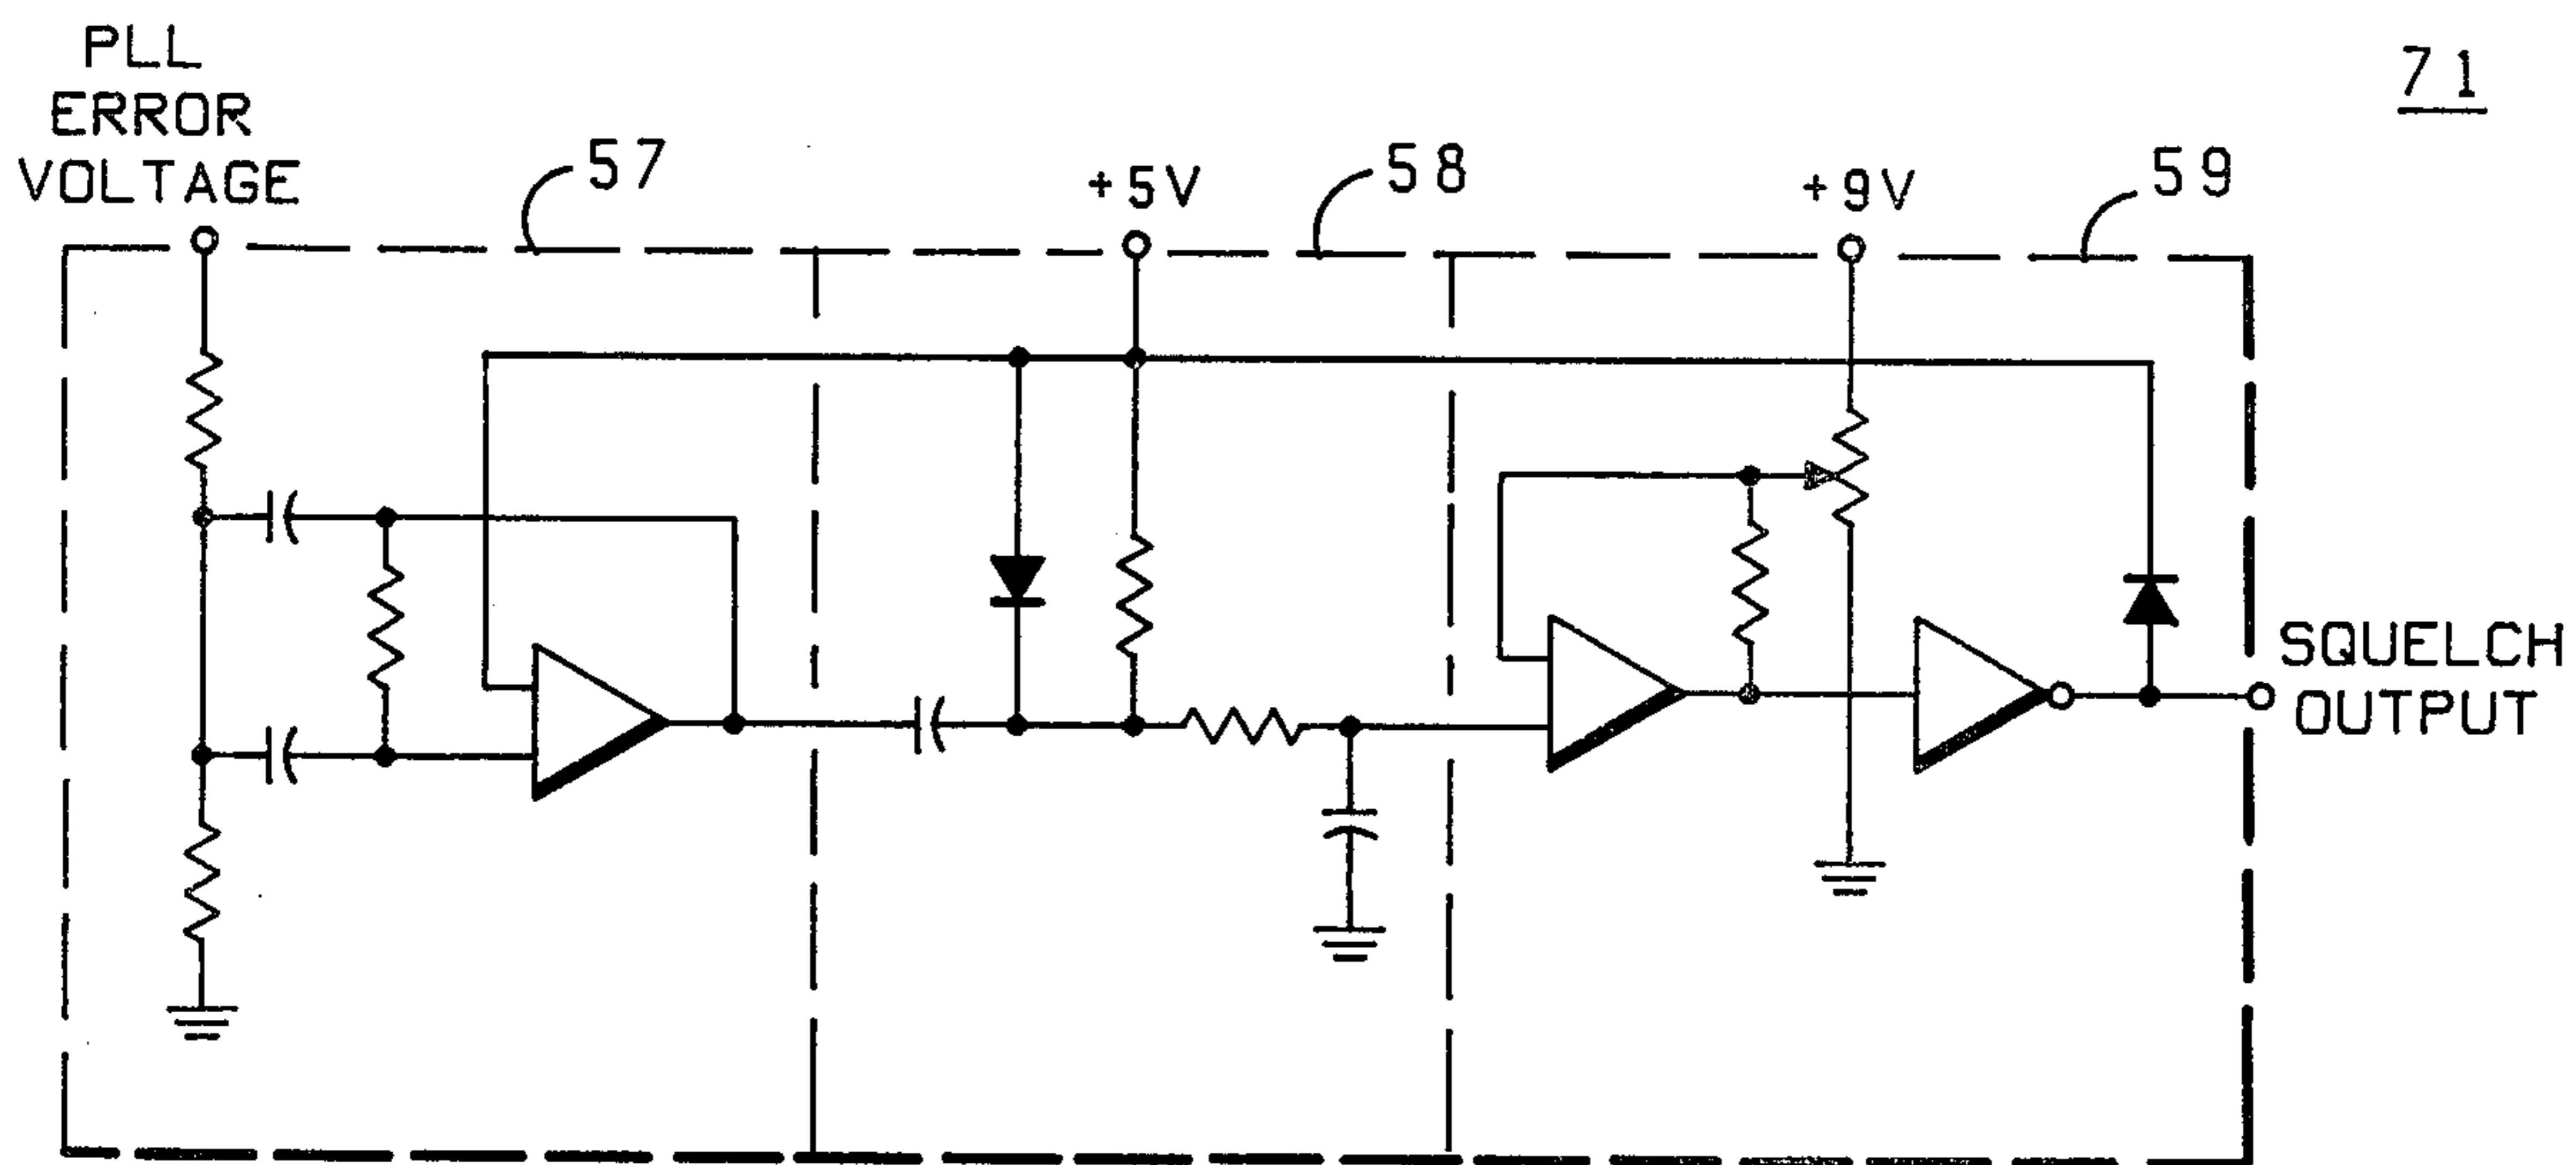 PLL
ERROR
VOLTAGE
57
+5V
58
+9V
59
71
SQUELCH
OUTPUT